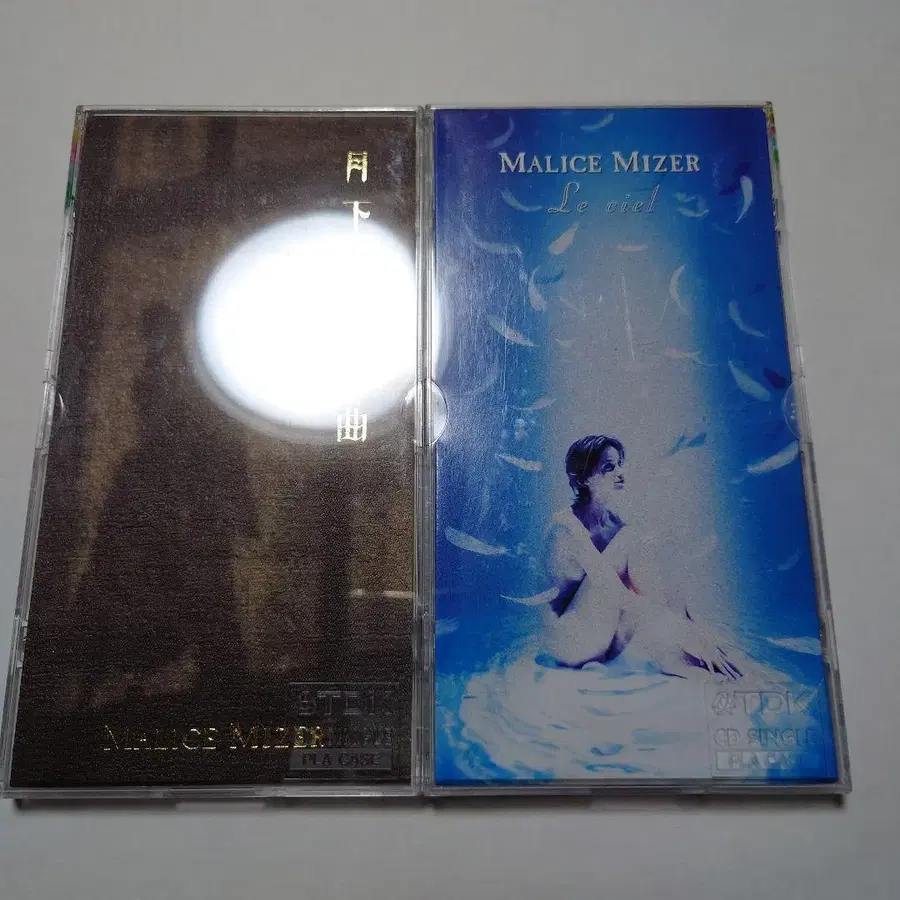 月下
曲
MALICE MIZER
TDK
PLA CASE
MALICE MIZER
Le ciel
TDK
CD SINGLE